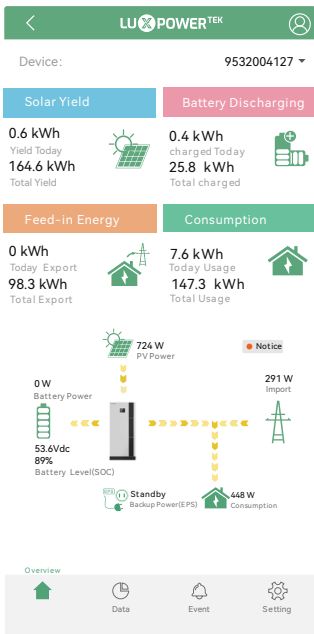 LUXPOWERTEK
Device:
9532004127
Solar Yield
Battery Discharging
0.6 kWh
Yield Today
164.6 kWh
Total Yield
0.4 kWh
charged Today
25.8 kWh
Total charged
Feed-in Energy
Consumption
0 kWh
Today Export
98.3 kWh
Total Export
7.6 kWh
Today Usage
147.3 kWh
Total Usage
724 W
PV Power
Notice
0 W
Battery Power
291 W
Import
53.6Vdc
89%
Battery Level(SOC)
EPS
Standby
Backup Power(EPS)
448 W
Consumption
Overview
Data
Event
Setting